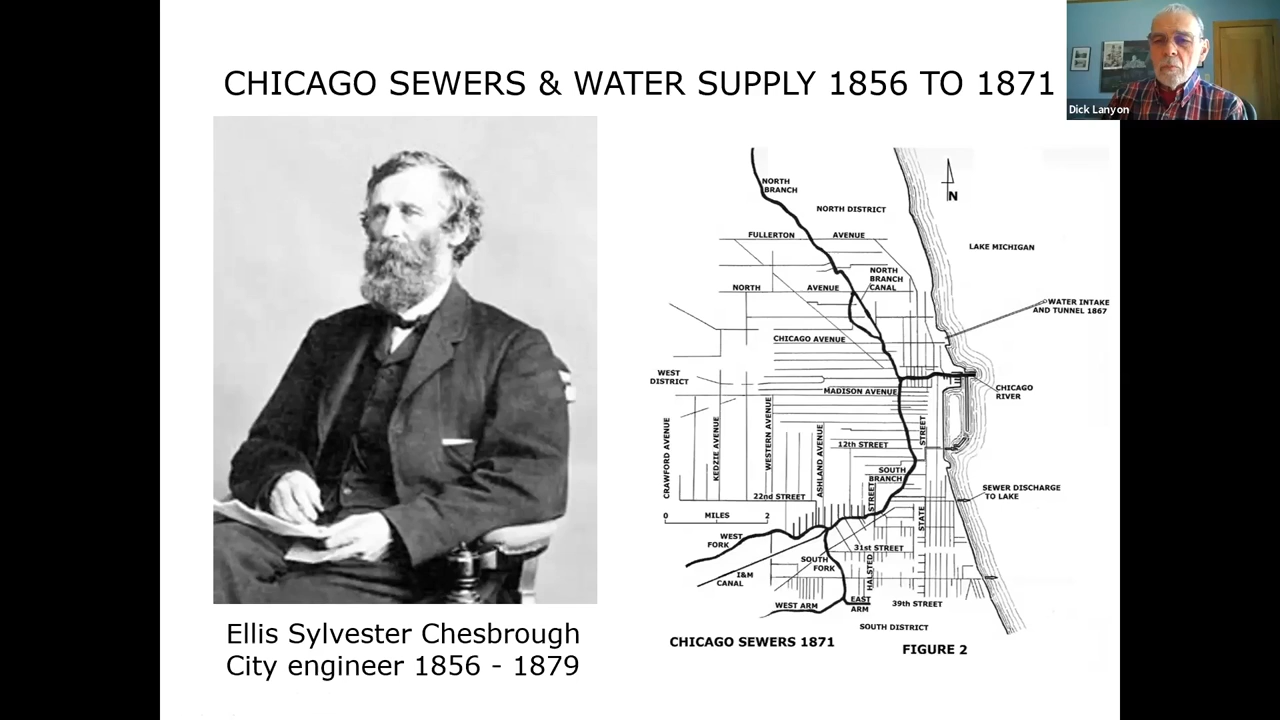 CHICAGO SEWERS & WATER SUPPLY 1856 TO 1871
Dick Lanyon
Ellis Sylvester Chesbrough
City engineer 1856 - 1879
NORTH
BRANCH
NORTH DISTRICT
N
FULLERTON AVENUE
LAKE MICHIGAN
NORTH
BRANCH
CANAL
NORTH AVENUE
WATER INTAKE
AND TUNNEL 1867
CHICAGO AVENUE
WEST
DISTRICT
MADISON AVENUE
CHICAGO
RIVER
CRAWFORD AVENUE
KEDZIE AVENUE
WESTERN AVENUE
ASHLAND AVENUE
12th STREET
STATE STREET
SOUTH
BRANCH
HALSTED STREET
22nd STREET
SEWER DISCHARGE
TO LAKE
0 MILES 2
WEST
FORK
31st STREET
SOUTH
FORK
I&M
CANAL
WEST ARM
EAST
ARM
39th STREET
SOUTH DISTRICT
CHICAGO SEWERS 1871
FIGURE 2